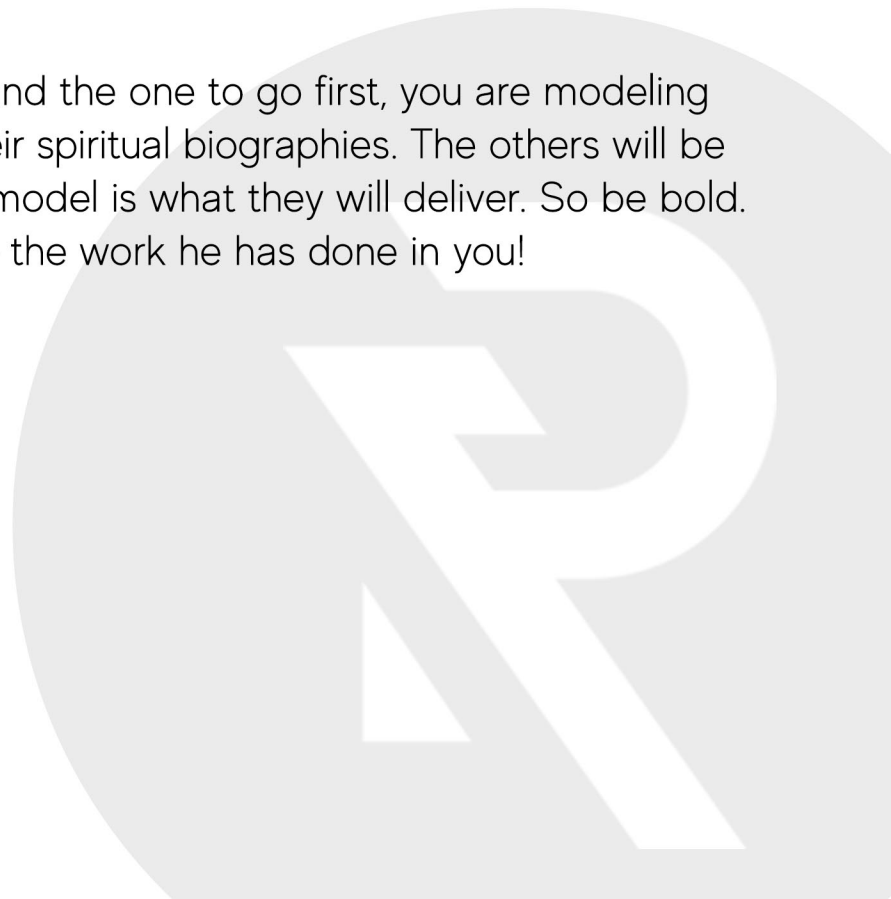 nd the one to go first, you are modeling
ir spiritual biographies. The others will be
model is what they will deliver. So be bold.
the work he has done in you!